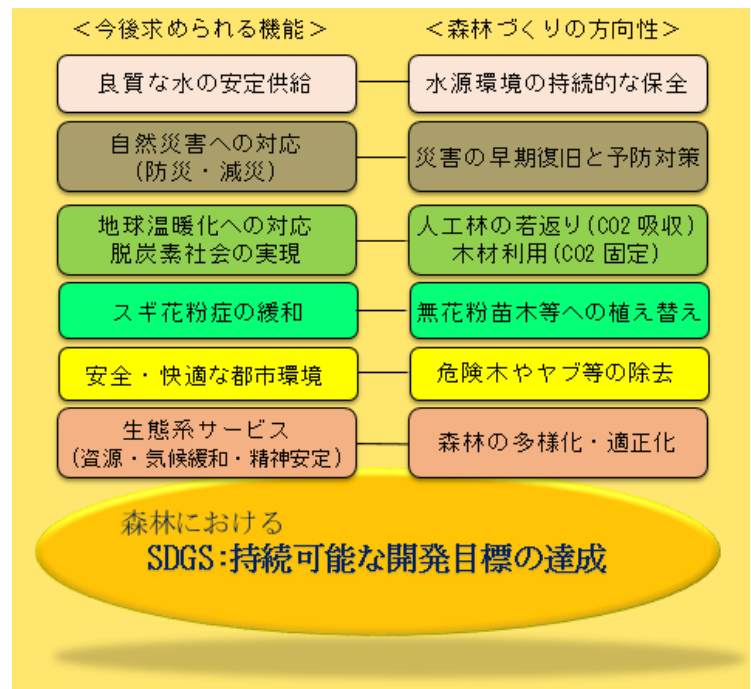 <今後求められる機能>
<森林づくりの方向性>
良質な水の安定供給
水源環境の持続的な保全
自然災害への対応
(防災・減災)
災害の早期復旧と予防対策
地球温暖化への対応
脱炭素社会の実現
人工林の若返り(CO2 吸収)
木材利用(CO2 固定)
スギ花粉症の緩和
無花粉苗木等への植え替え
安全・快適な都市環境
危険木やヤブ等の除去
生態系サービス
(資源・気候緩和・精神安定)
森林の多様化・適正化
森林における
SDGS:持続可能な開発目標の達成